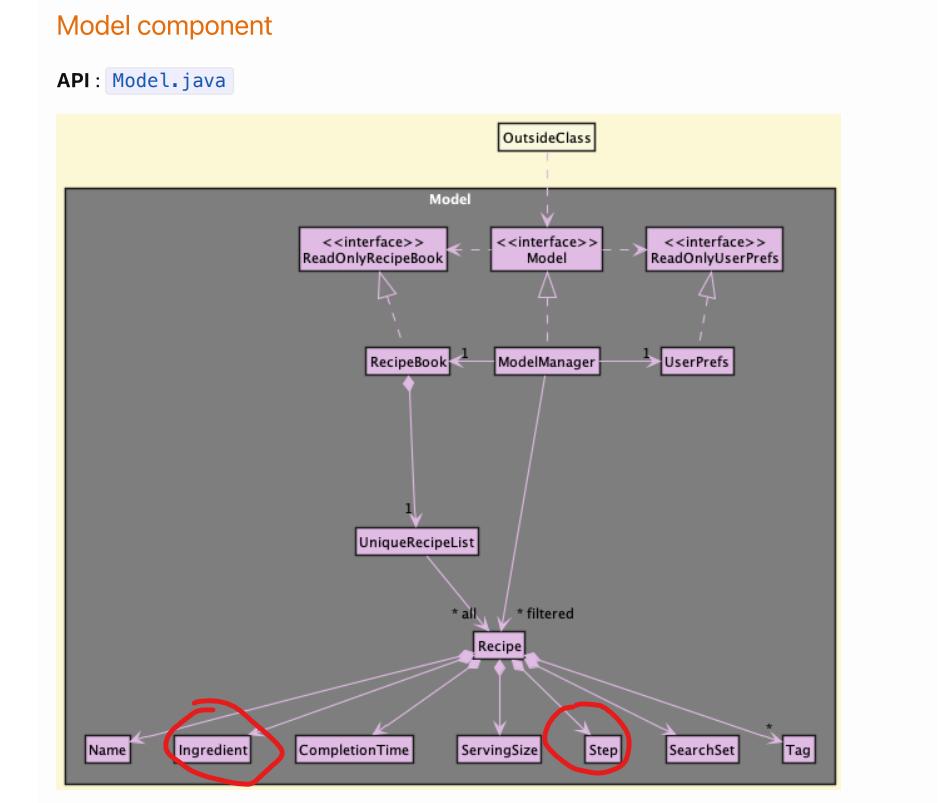 Model component
API : Model.java
OutsideClass
Model
<<interface>>
ReadOnlyRecipeBook
<<interface>>
Model
<<interface>>
ReadOnlyUserPrefs
RecipeBook
1
ModelManager
1
UserPrefs
1
UniqueRecipeList
* all
* filtered
Recipe
*
Name
Ingredient
CompletionTime
ServingSize
Step
SearchSet
Tag